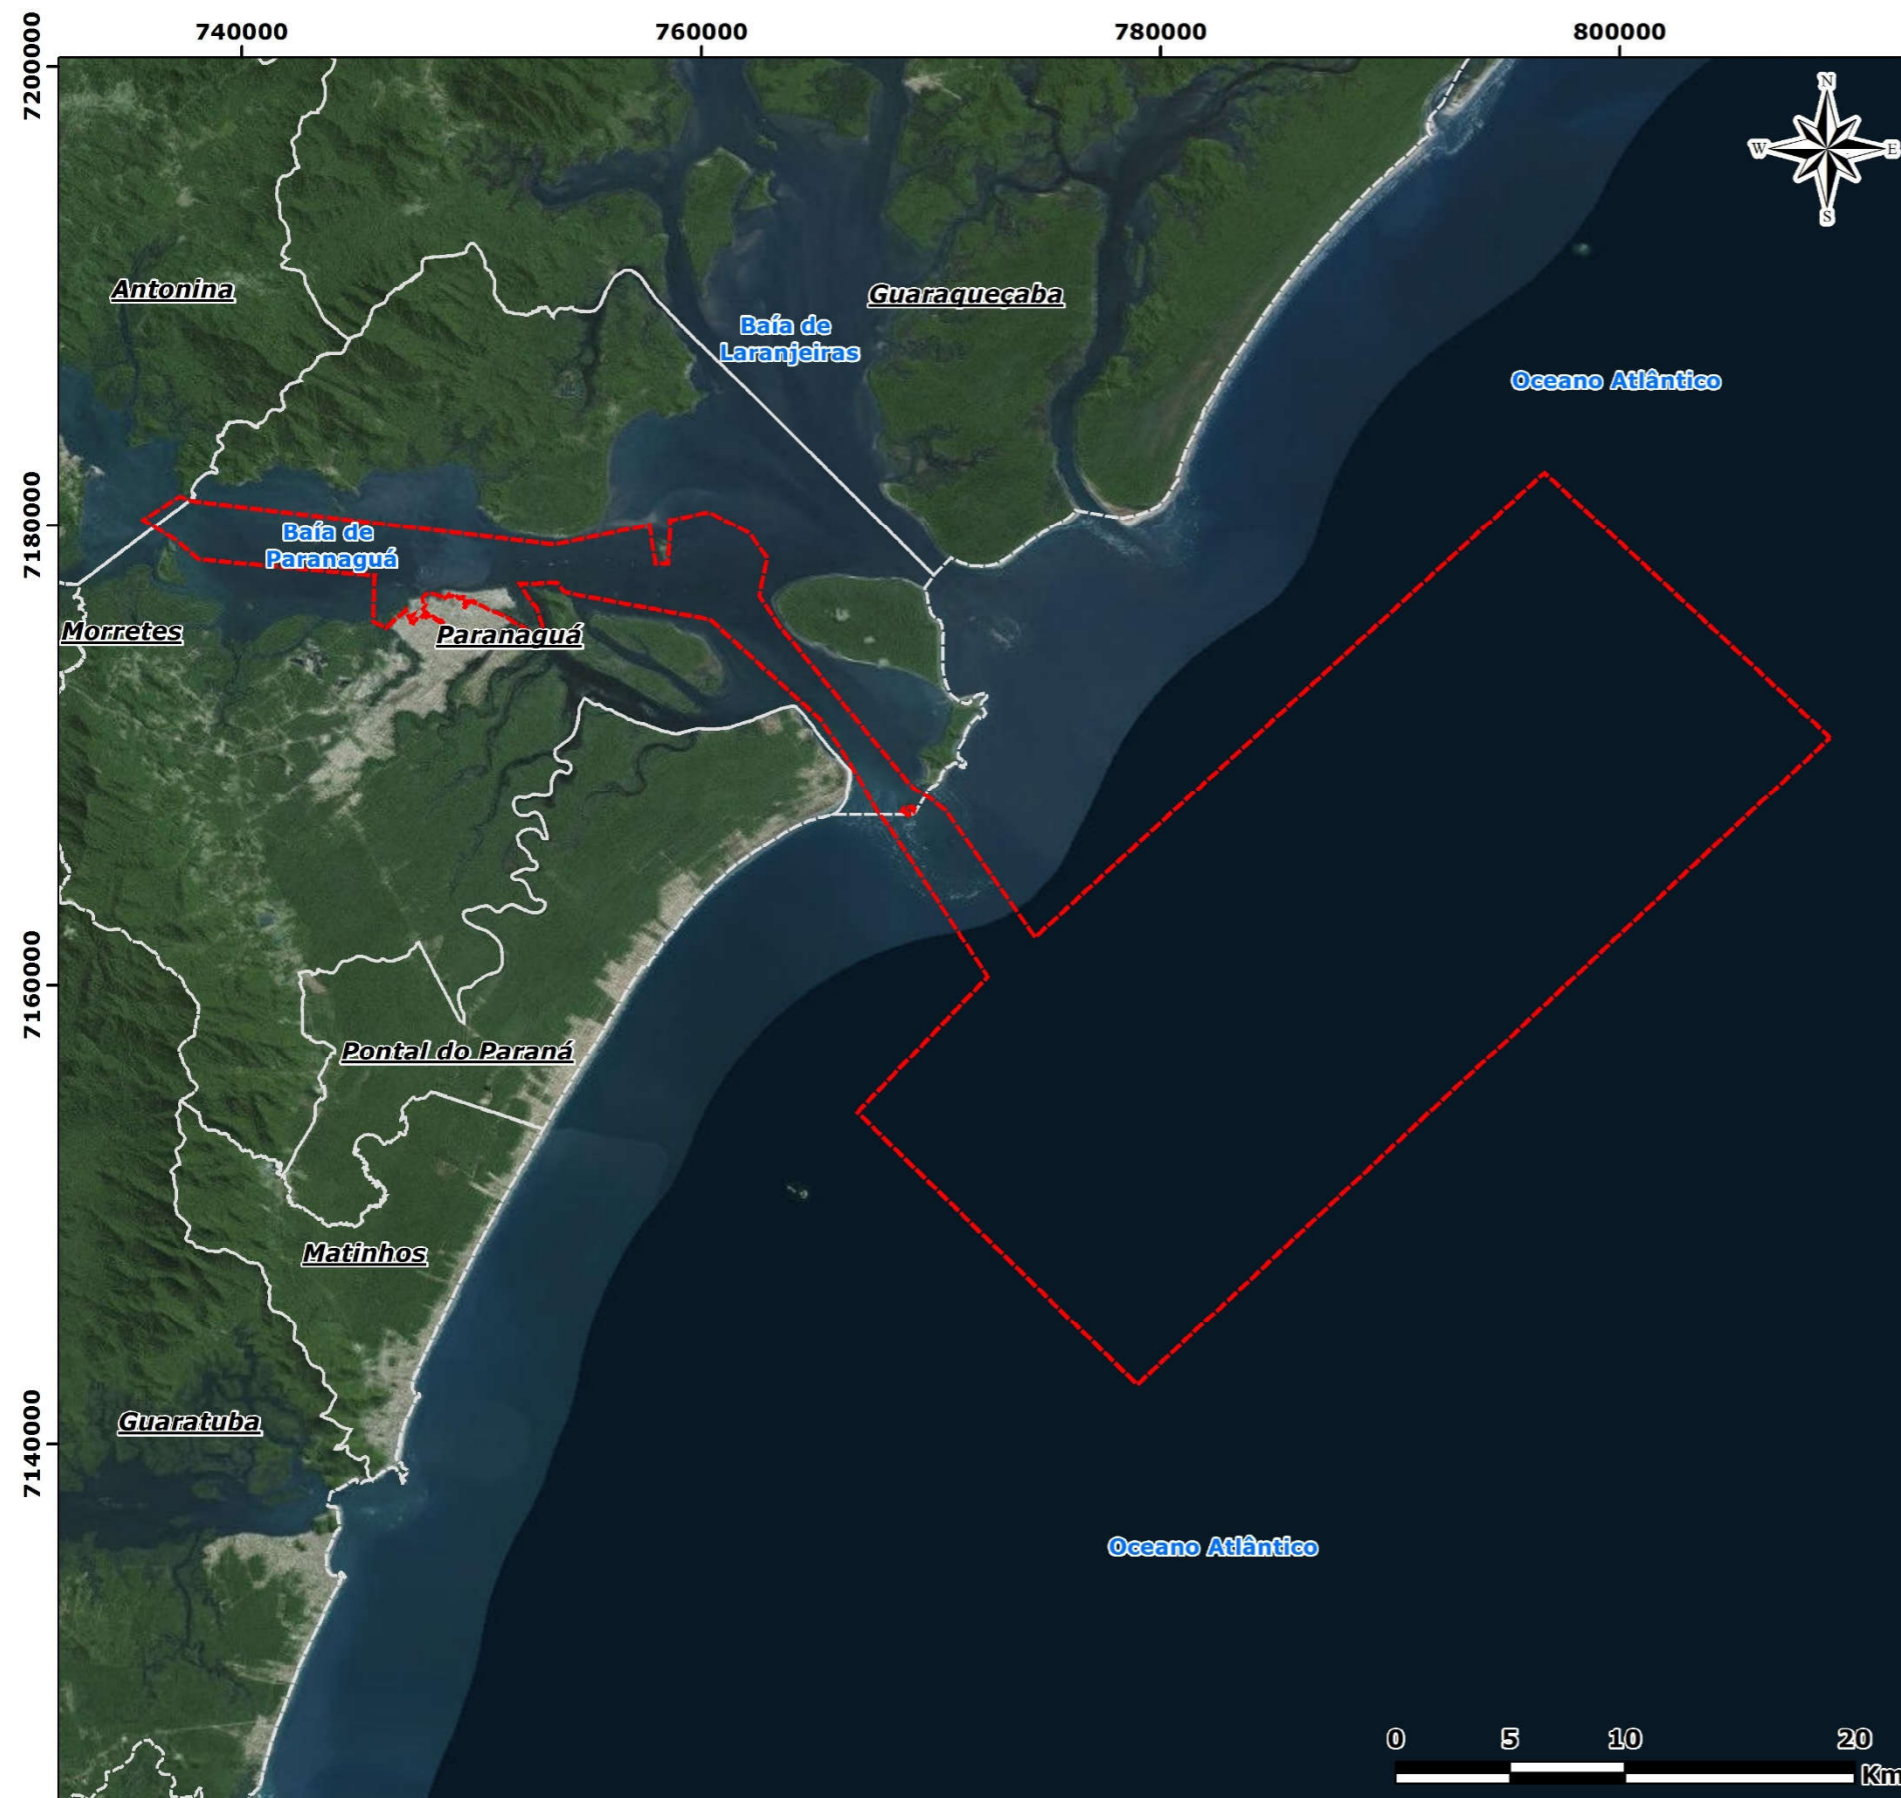 740000
760000
780000
800000
7200000
7180000
7160000
7140000
N
W
E
S
Antonina
Guaraqueçaba
Baía de
Laranjeiras
Oceano Atlântico
Baía de
Paranaguá
Morretes
Paranaguá
Pontal do Paraná
Matinhos
Guaratuba
Oceano Atlântico
0 5 10 20
Km